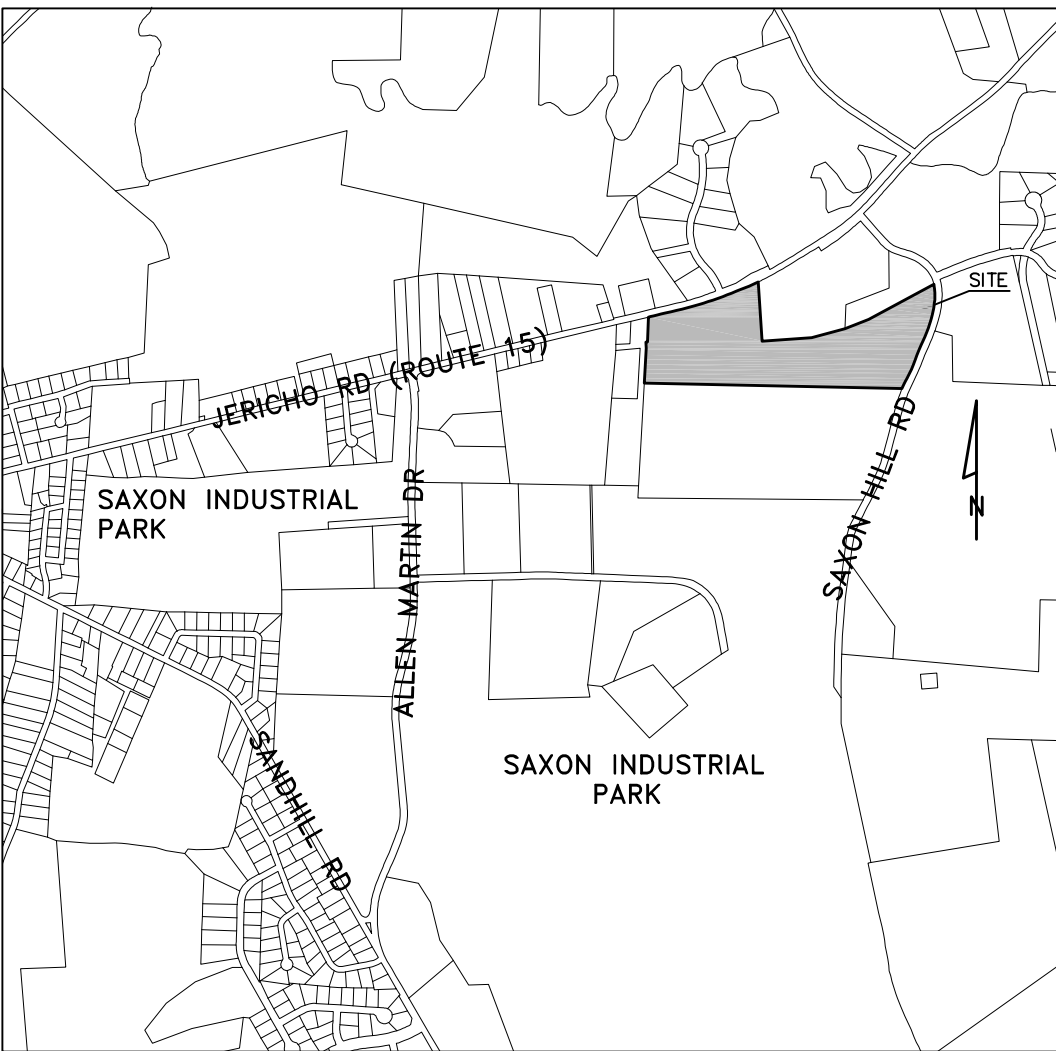 SITE
JERICHO RD (ROUTE 15)
SAXON HILL RD
N
SAXON INDUSTRIAL
PARK
ALLEN MARTIN DR
SANDHILL RD
SAXON INDUSTRIAL
PARK